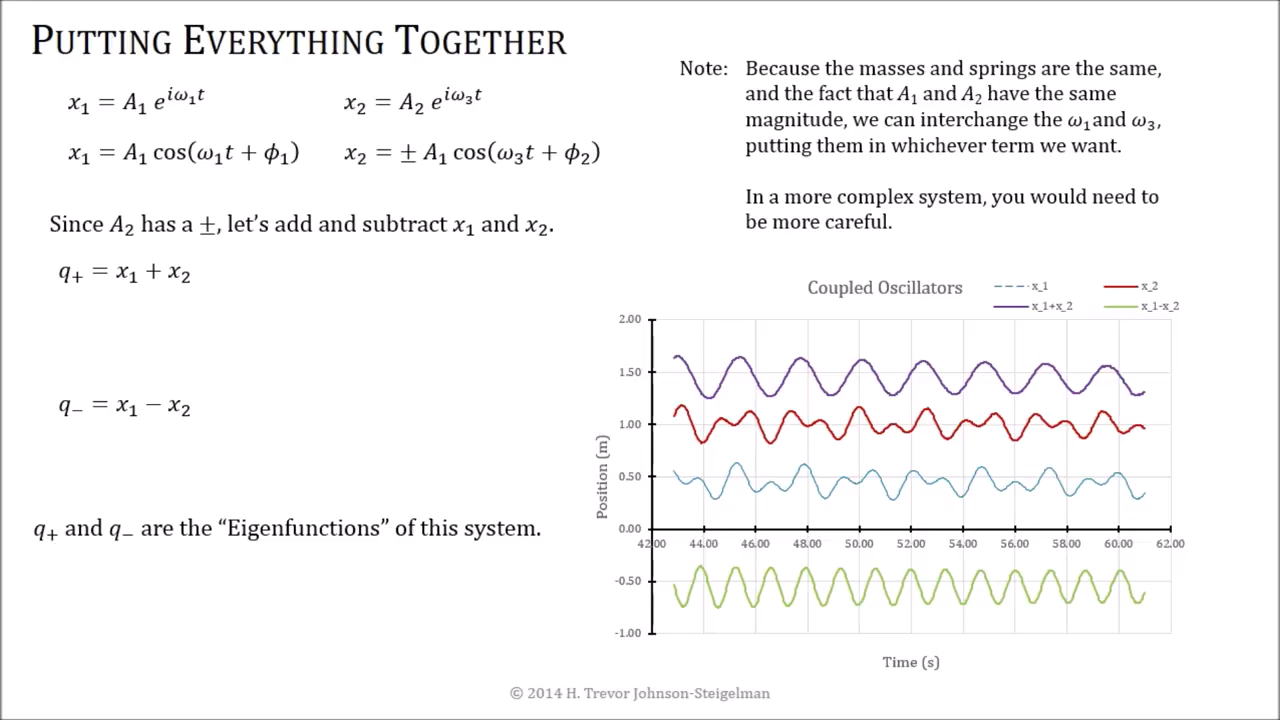 PUTTING EVERYTHING TOGETHER
x₁ = A₁ e^{iω₁t}
x₂ = A₂ e^{iω₃t}
x₁ = A₁ cos(ω₁t + ϕ₁)
x₂ = ± A₁ cos(ω₃t + ϕ₂)
Since A₂ has a ±, let's add and subtract x₁ and x₂.
q₊ = x₁ + x₂
q₋ = x₁ − x₂
q₊ and q₋ are the “Eigenfunctions” of this system.
Note: Because the masses and springs are the same,
and the fact that A₁ and A₂ have the same
magnitude, we can interchange the ω₁and ω₃,
putting them in whichever term we want.
In a more complex system, you would need to
be more careful.
Coupled Oscillators
x_1
x_2
x_1+x_2
x_1-x_2
2.00
1.50
1.00
0.50
0.00
-0.50
-1.00
Position (m)
42.00 44.00 46.00 48.00 50.00 52.00 54.00 56.00 58.00 60.00 62.00
Time (s)
© 2014 H. Trevor Johnson-Steigelman